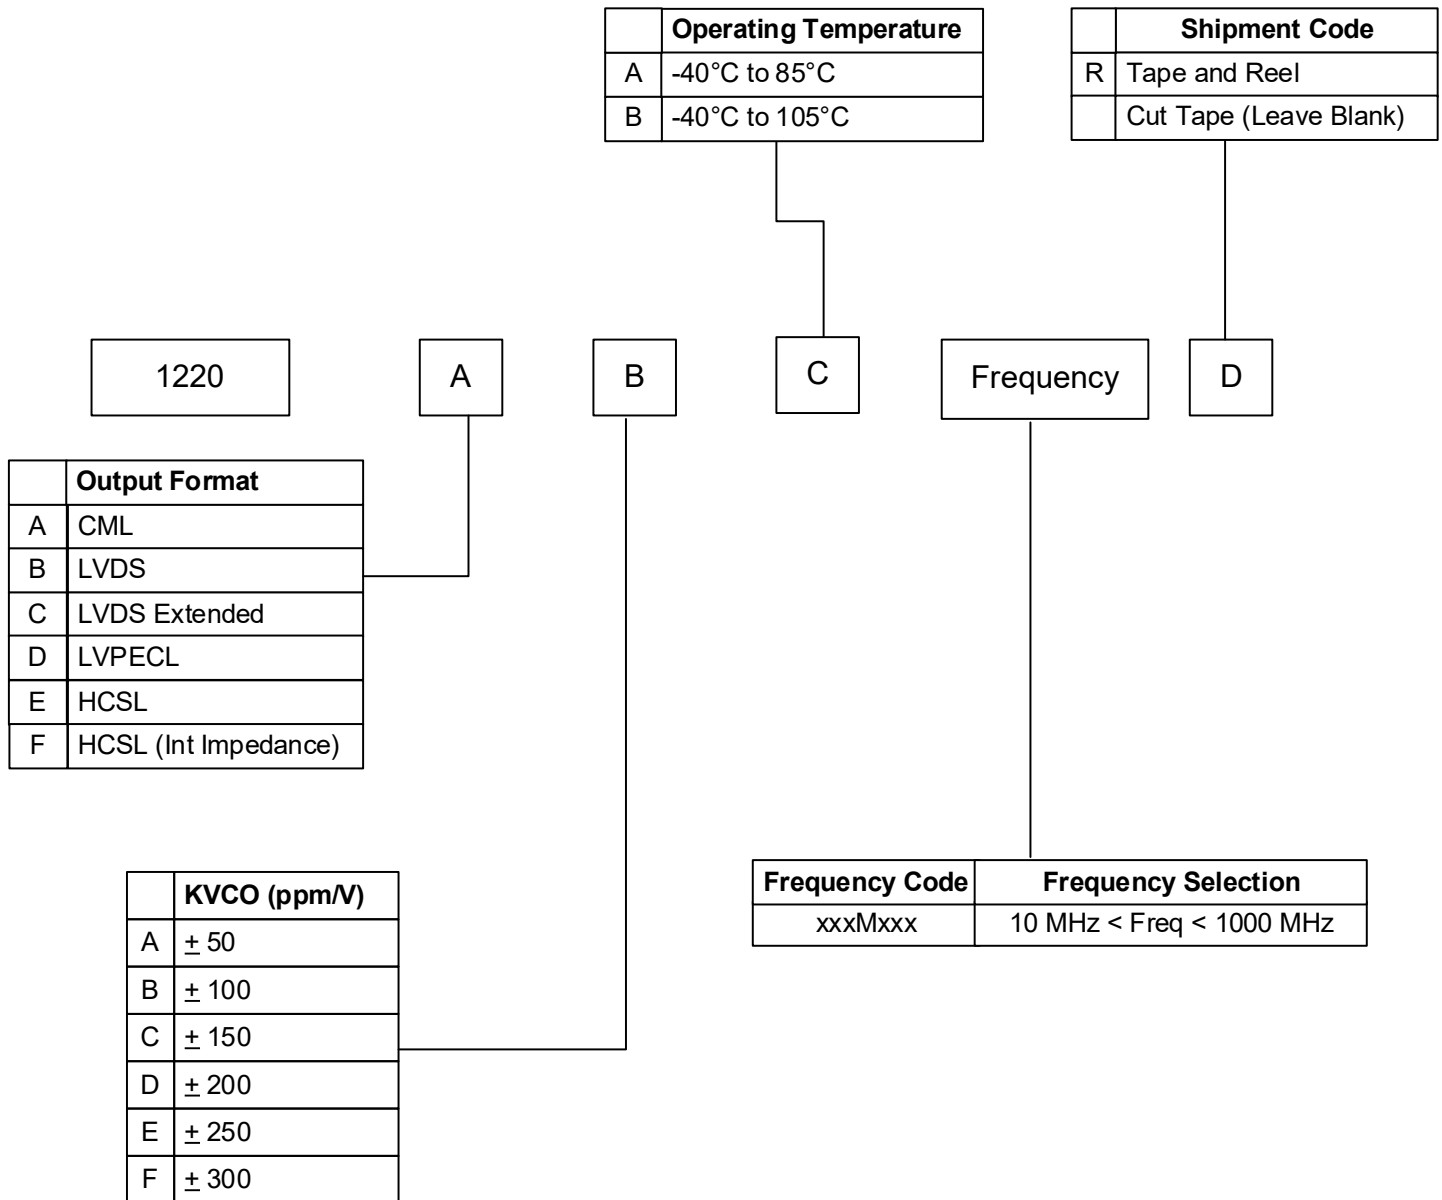 Operating Temperature
A -40°C to 85°C
B -40°C to 105°C
Shipment Code
R Tape and Reel
Cut Tape (Leave Blank)
1220 A B C Frequency D
Output Format
A CML
B LVDS
C LVDS Extended
D LVPECL
E HCSL
F HCSL (Int Impedance)
KVCO (ppm/V)
A ± 50
B ± 100
C ± 150
D ± 200
E ± 250
F ± 300
Frequency Code Frequency Selection
xxxMxxx 10 MHz < Freq < 1000 MHz